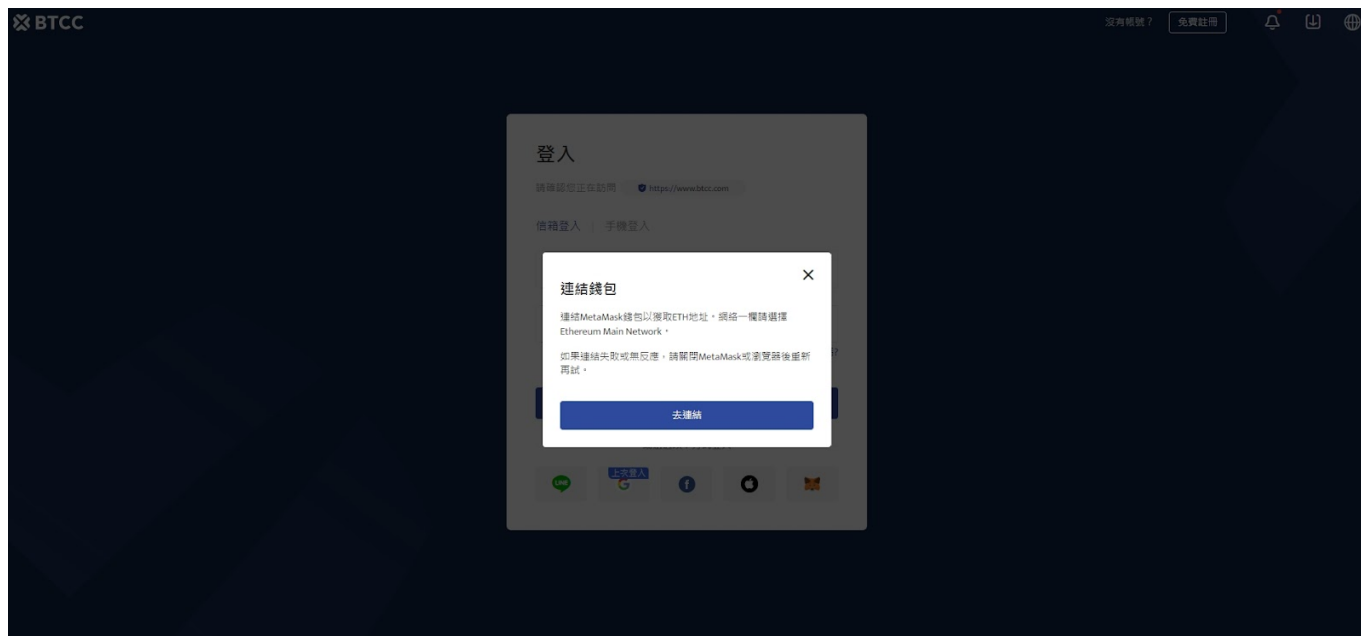 BTCC
沒有帳號？
免費註冊
登入
請確認您正在訪問 https://www.btcc.com
信箱登入 | 手機登入
連結錢包
連結MetaMask錢包以獲取ETH地址。網絡一欄請選擇
Ethereum Main Network。
如果連結失敗或無反應，請關閉MetaMask或瀏覽器後重新
再試。
去連結
上次登入
LINE